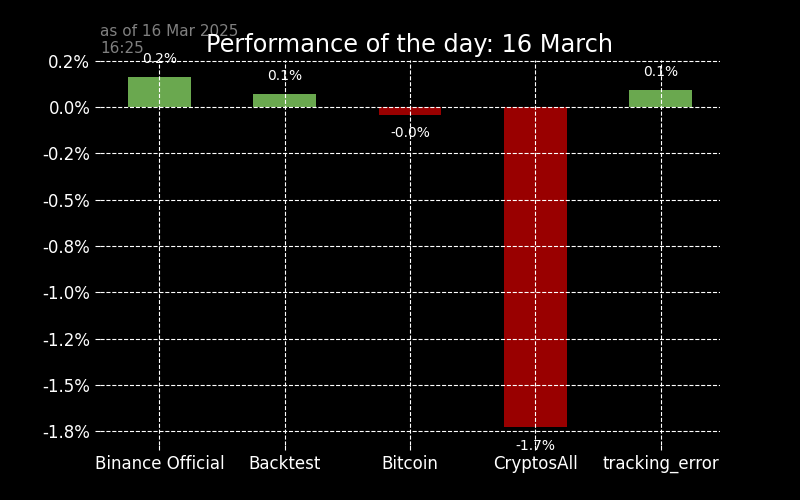 as of 16 Mar 2025
16:25
Performance of the day: 16 March
0.2%
0.0%
-0.2%
-0.5%
-0.8%
-1.0%
-1.2%
-1.5%
-1.8%
0.2%
0.1%
-0.0%
-1.7%
0.1%
Binance Official
Backtest
Bitcoin
CryptosAll
tracking_error